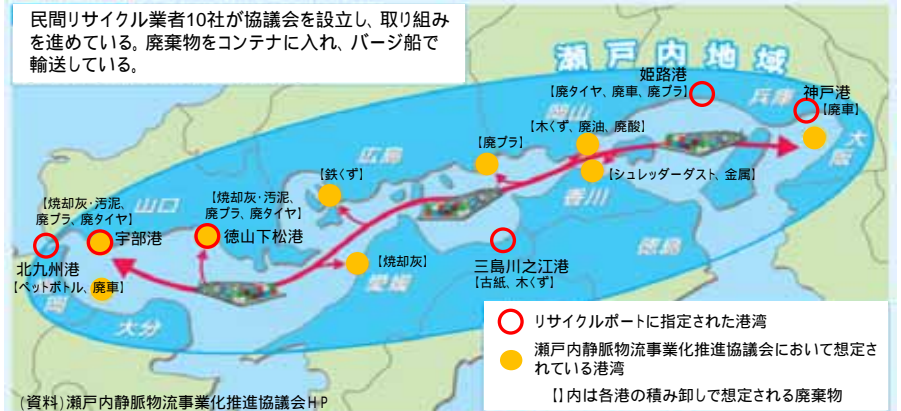 民間リサイクル業者10社が協議会を設立し、取り組み
を進めている。廃棄物をコンテナに入れ、バージ船で
輸送している。
瀬戸内地域
姫路港
【廃タイヤ、廃車、廃プラ】
兵庫
神戸港
【廃車】
大阪
岡山
【木くず、廃油、廃酸】
【廃プラ】
広島
【鉄くず】
【シュレッダーダスト、金属】
香川
徳島
【焼却灰・汚泥、
廃プラ、廃タイヤ】
山口
【焼却灰・汚泥、
廃プラ、廃タイヤ】
宇部港
徳山下松港
【焼却灰】
愛媛
三島川之江港
【古紙、木くず】
北九州港
【ペットボトル、廃車】
岡
大分
リサイクルポートに指定された港湾
瀬戸内静脈物流事業化推進協議会において想定さ
れている港湾
【】内は各港の積み卸しで想定される廃棄物
(資料)瀬戸内静脈物流事業化推進協議会HP